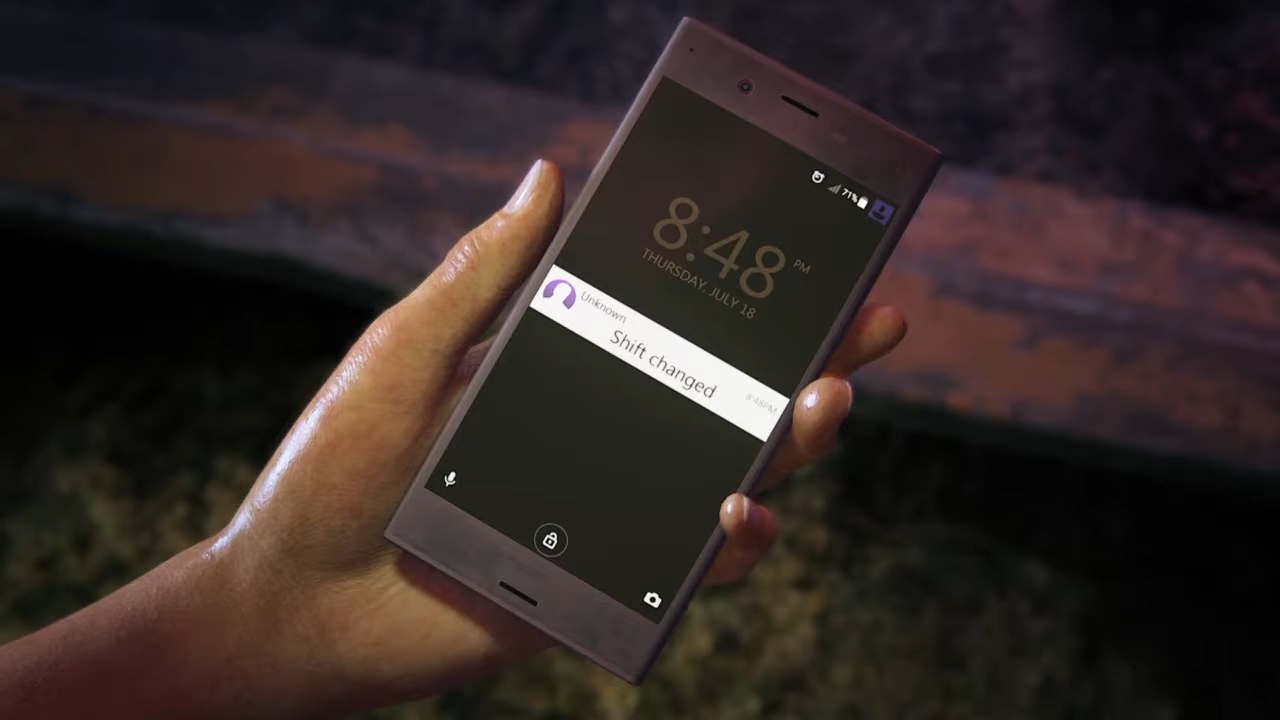 71%
8:48 PM
THURSDAY, JULY 18
Unknown
Shift changed
8:48PM